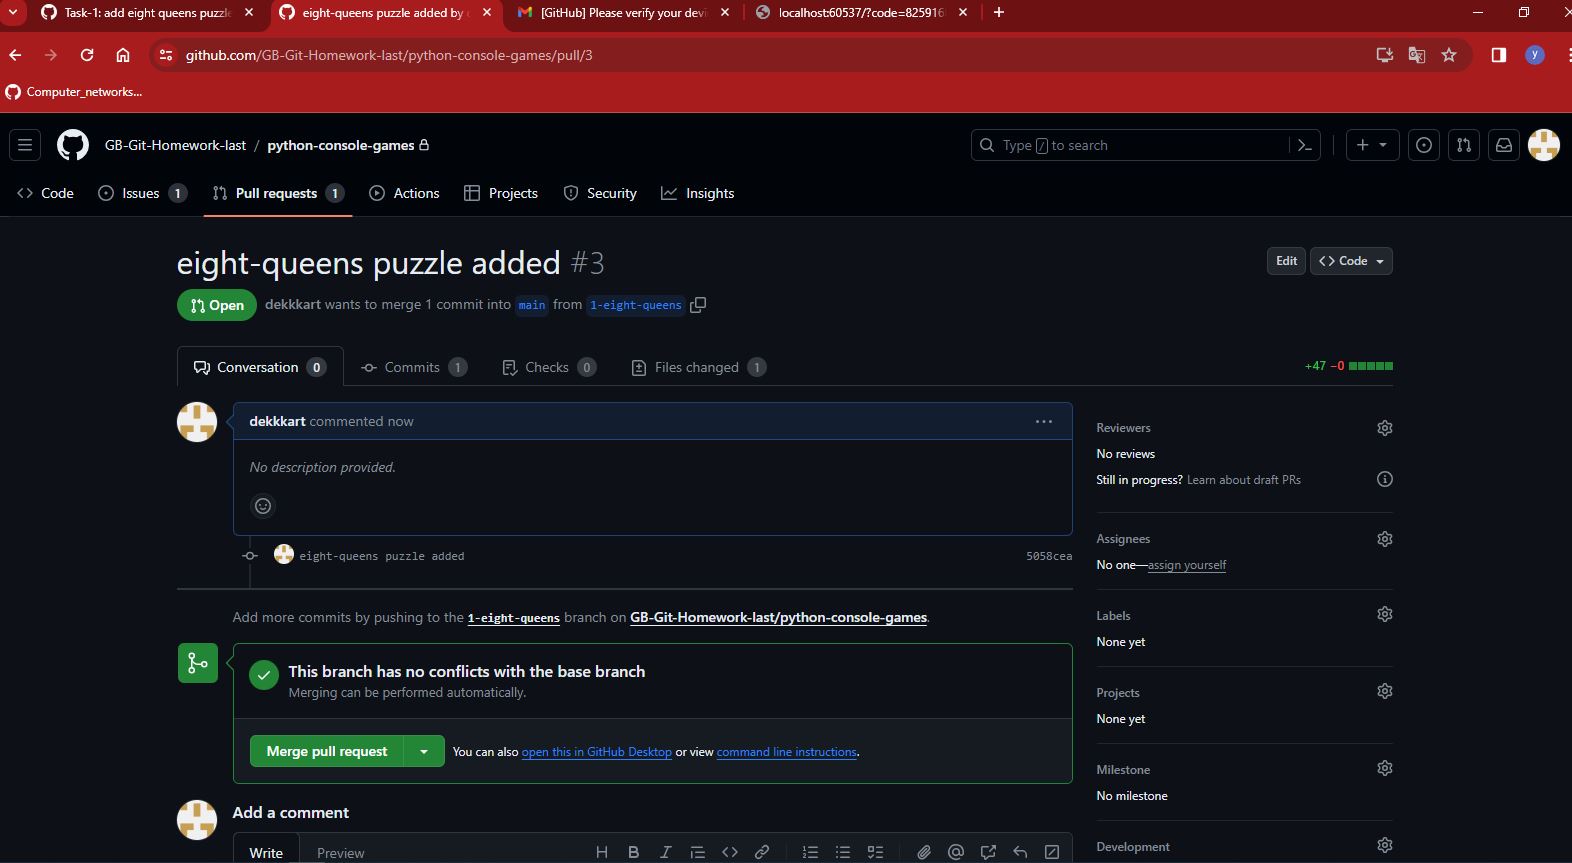 Task-1: add eight queens puzzle
eight-queens puzzle added by
[GitHub] Please verify your devi
localhost:60537/?code=825916
github.com/GB-Git-Homework-last/python-console-games/pull/3
y
Computer_networks...
GB-Git-Homework-last / python-console-games
Type / to search
Code
Issues 1
Pull requests 1
Actions
Projects
Security
Insights
eight-queens puzzle added #3
Edit
<> Code
Open
dekkkart wants to merge 1 commit into main from 1-eight-queens
Conversation 0
Commits 1
Checks 0
Files changed 1
+47 −0
dekkkart commented now
No description provided.
eight-queens puzzle added
5058cea
Add more commits by pushing to the 1-eight-queens branch on GB-Git-Homework-last/python-console-games.
This branch has no conflicts with the base branch
Merging can be performed automatically.
Merge pull request
You can also open this in GitHub Desktop or view command line instructions.
Add a comment
Write
Preview
H B I
Reviewers
No reviews
Still in progress? Learn about draft PRs
Assignees
No one—assign yourself
Labels
None yet
Projects
None yet
Milestone
No milestone
Development